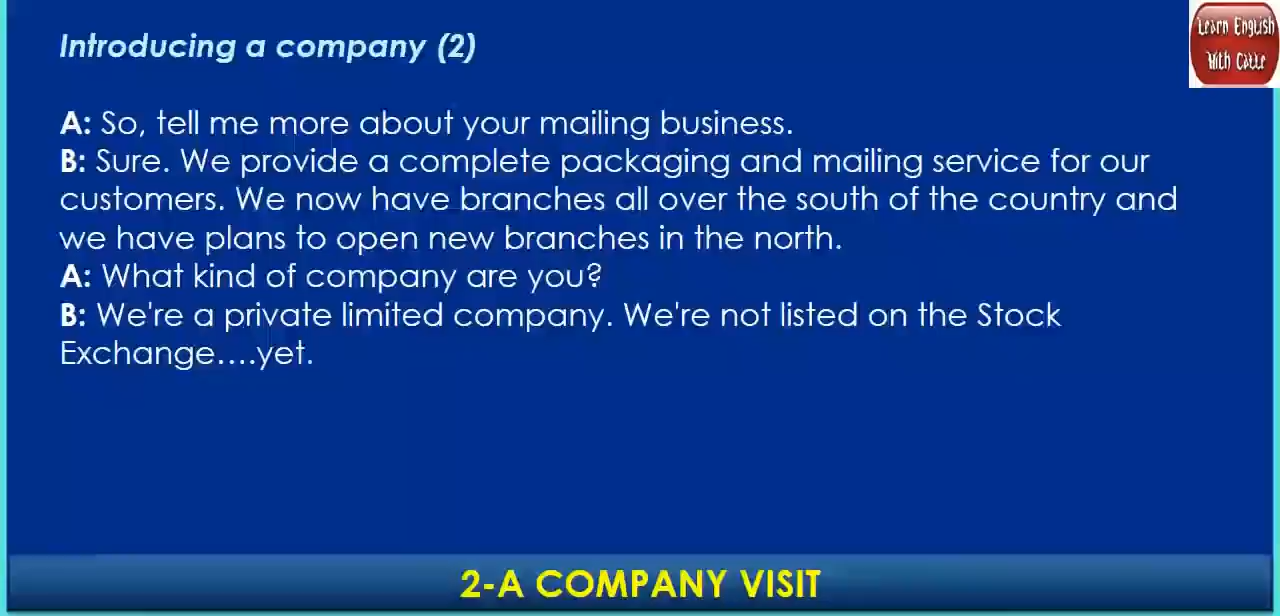 Introducing a company (2)
Learn English
With
A: So, tell me more about your mailing business.
B: Sure. We provide a complete packaging and mailing service for our
customers. We now have branches all over the south of the country and
we have plans to open new branches in the north.
A: What kind of company are you?
B: We're a private limited company. We're not listed on the Stock
Exchange....yet.
2-A COMPANY VISIT